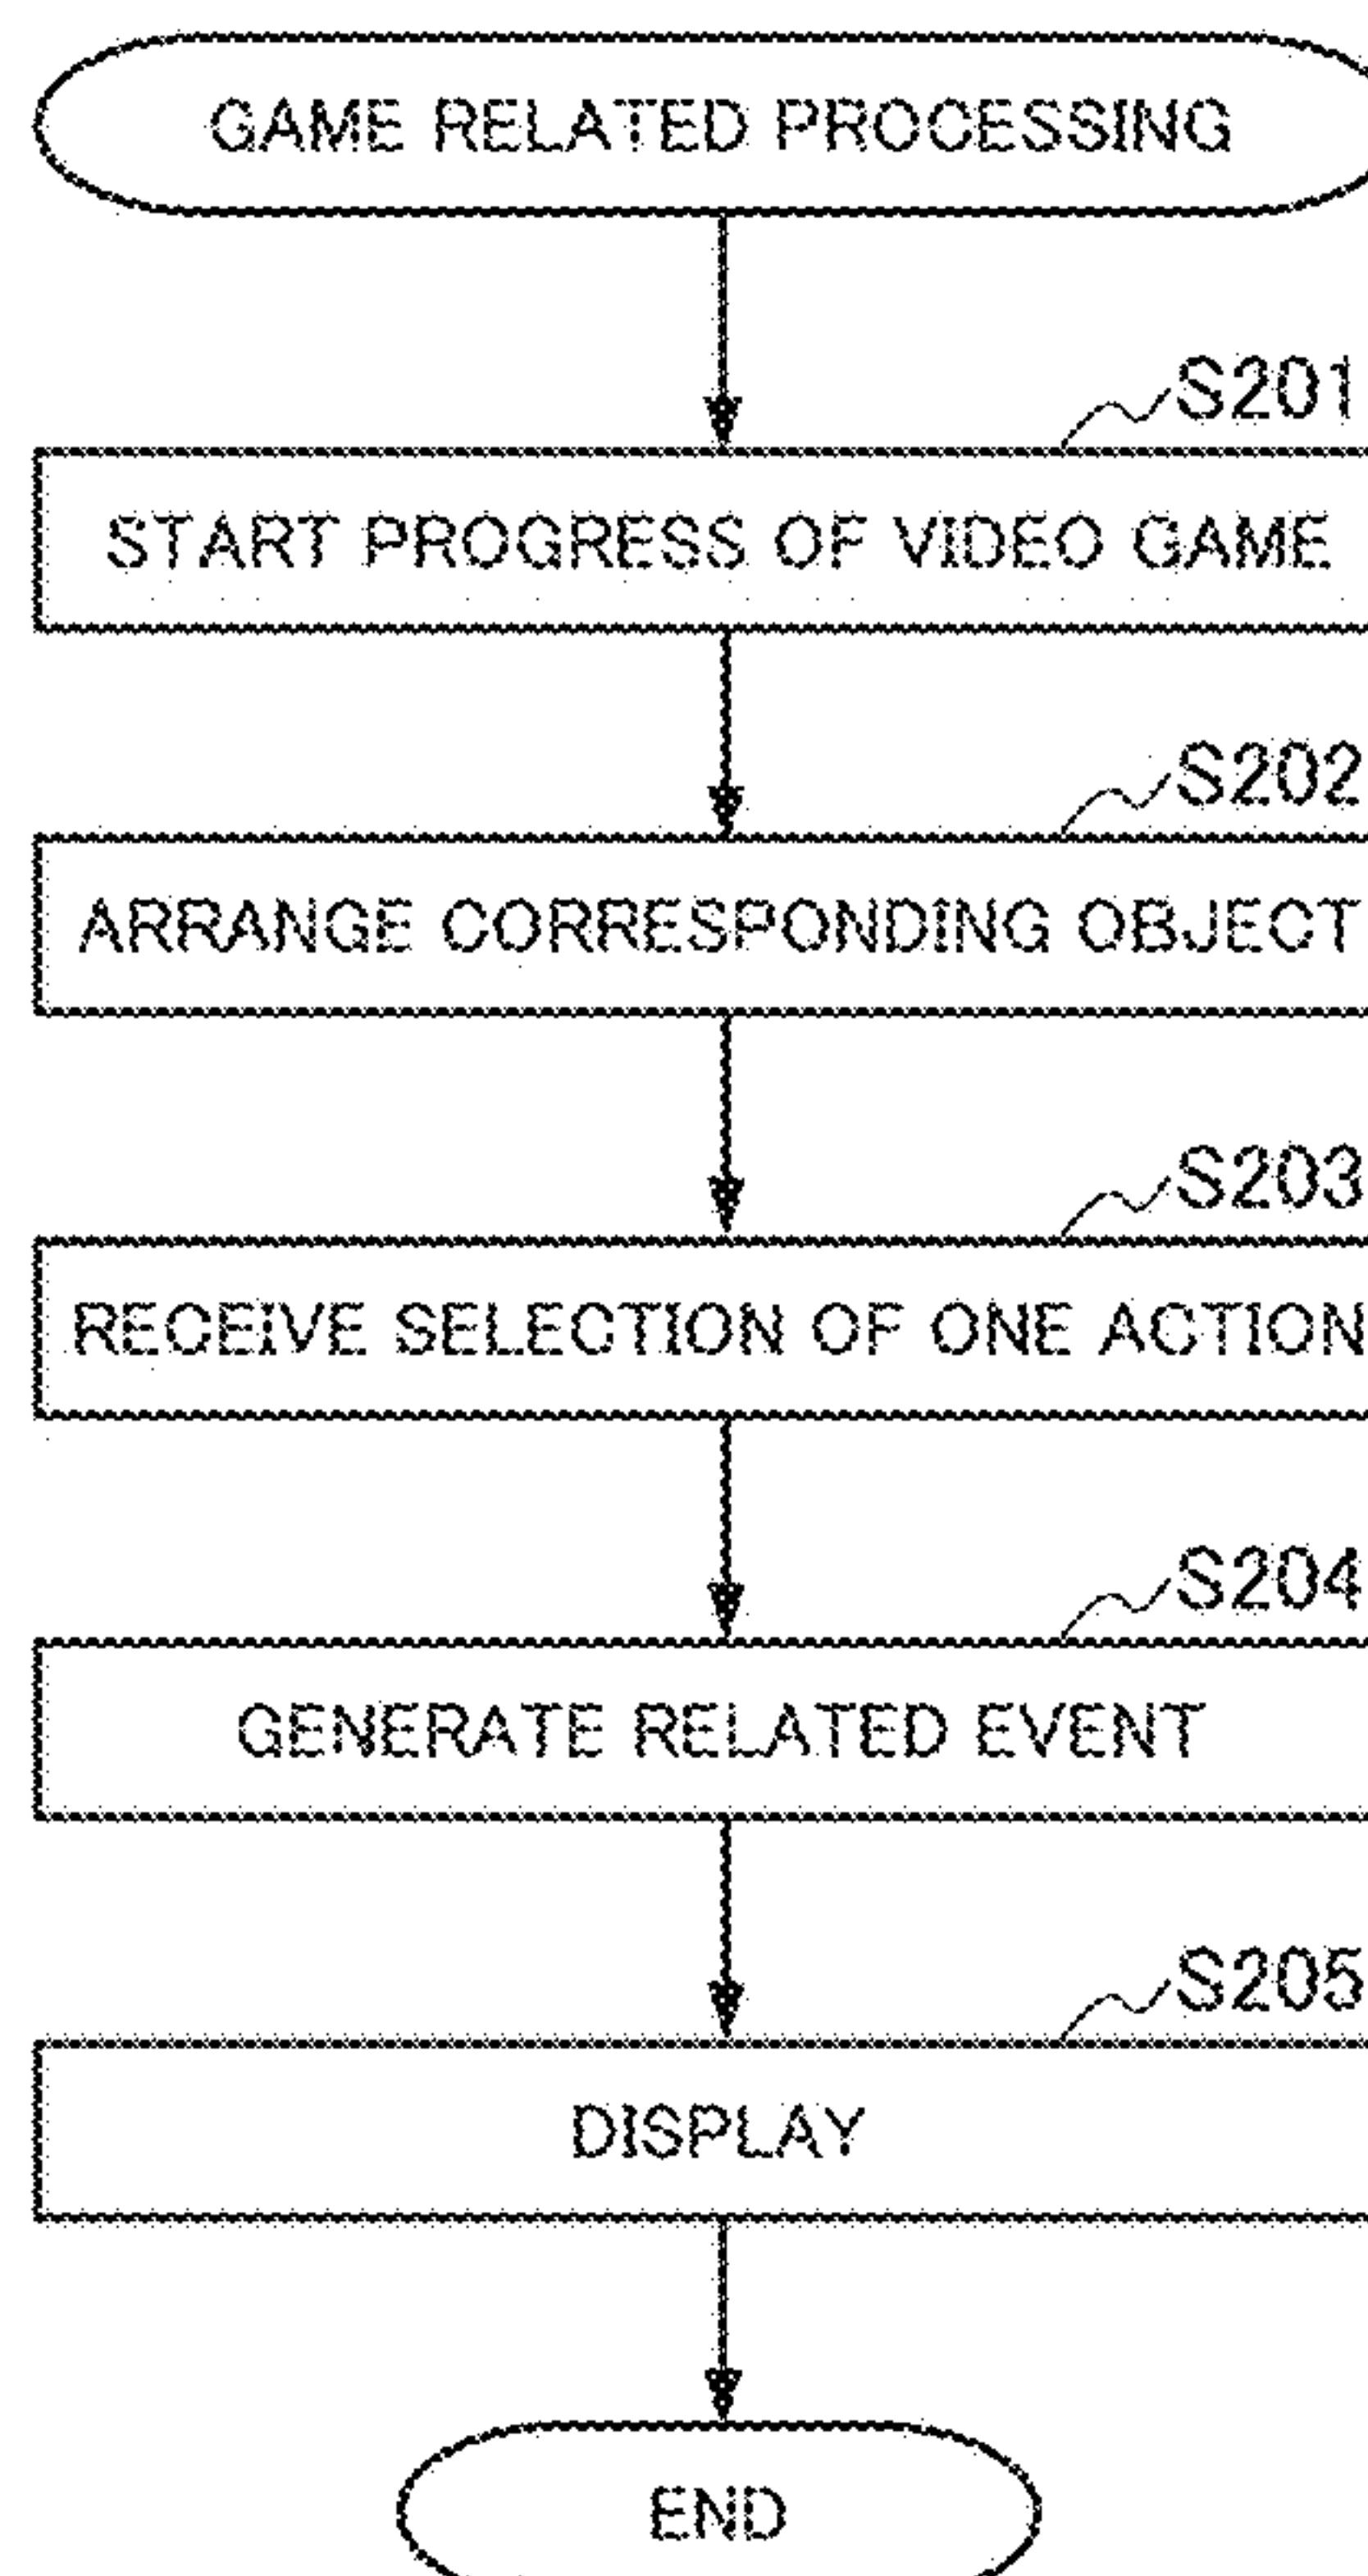 GAME RELATED PROCESSING
S201
START PROGRESS OF VIDEO GAME
S202
ARRANGE CORRESPONDING OBJECT
S203
RECEIVE SELECTION OF ONE ACTION
S204
GENERATE RELATED EVENT
S205
DISPLAY
END